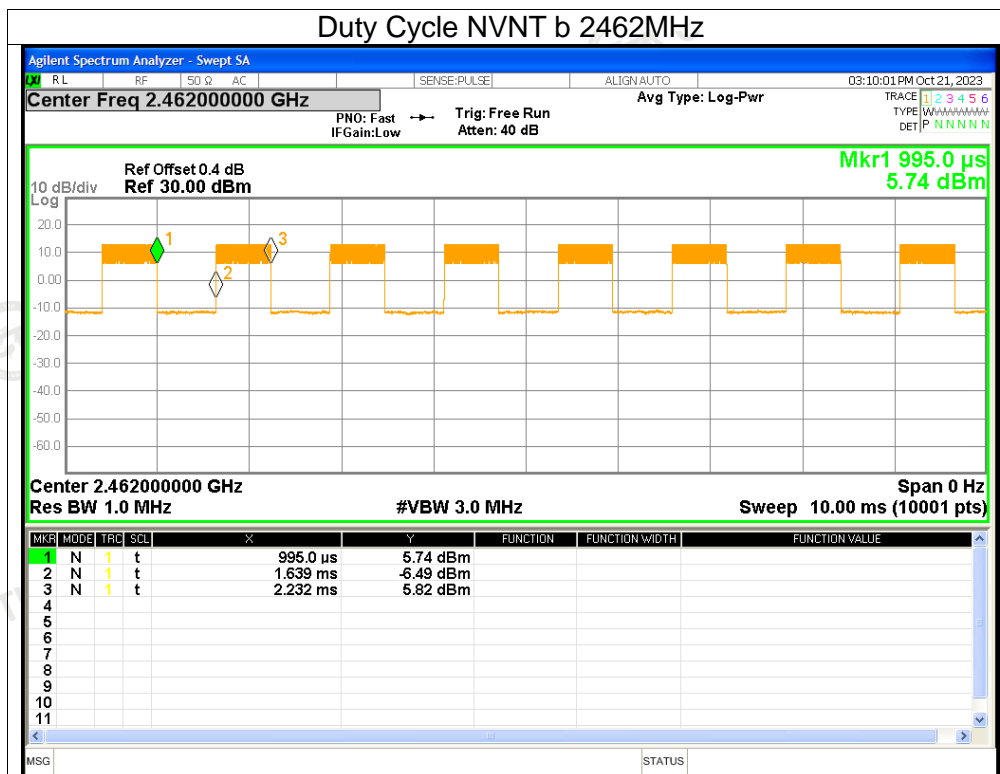 Duty Cycle NVNT b 2462MHz
Agilent Spectrum Analyzer - Swept SA
LXI RL RF 50 Ω AC SENSE:PULSE ALIGN AUTO 03:10:01 PM Oct 21, 2023
Center Freq 2.462000000 GHz
PNO: Fast
IFGain:Low
Trig: Free Run
Atten: 40 dB
Avg Type: Log-Pwr
TRACE 1 2 3 4 5 6
TYPE WWWWWW
DET P N N N N N
Mkr1 995.0 µs
5.74 dBm
Ref Offset 0.4 dB
10 dB/div Ref 30.00 dBm
Log
20.0
10.0
0.00
-10.0
-20.0
-30.0
-40.0
-50.0
-60.0
1
2
3
Center 2.462000000 GHz Span 0 Hz
Res BW 1.0 MHz #VBW 3.0 MHz Sweep 10.00 ms (10001 pts)
MKR MODE TRC SCL X Y FUNCTION FUNCTION WIDTH FUNCTION VALUE
1 N 1 t 995.0 µs 5.74 dBm
2 N 1 t 1.639 ms -6.49 dBm
3 N 1 t 2.232 ms 5.82 dBm
4
5
6
7
8
9
10
11
MSG STATUS